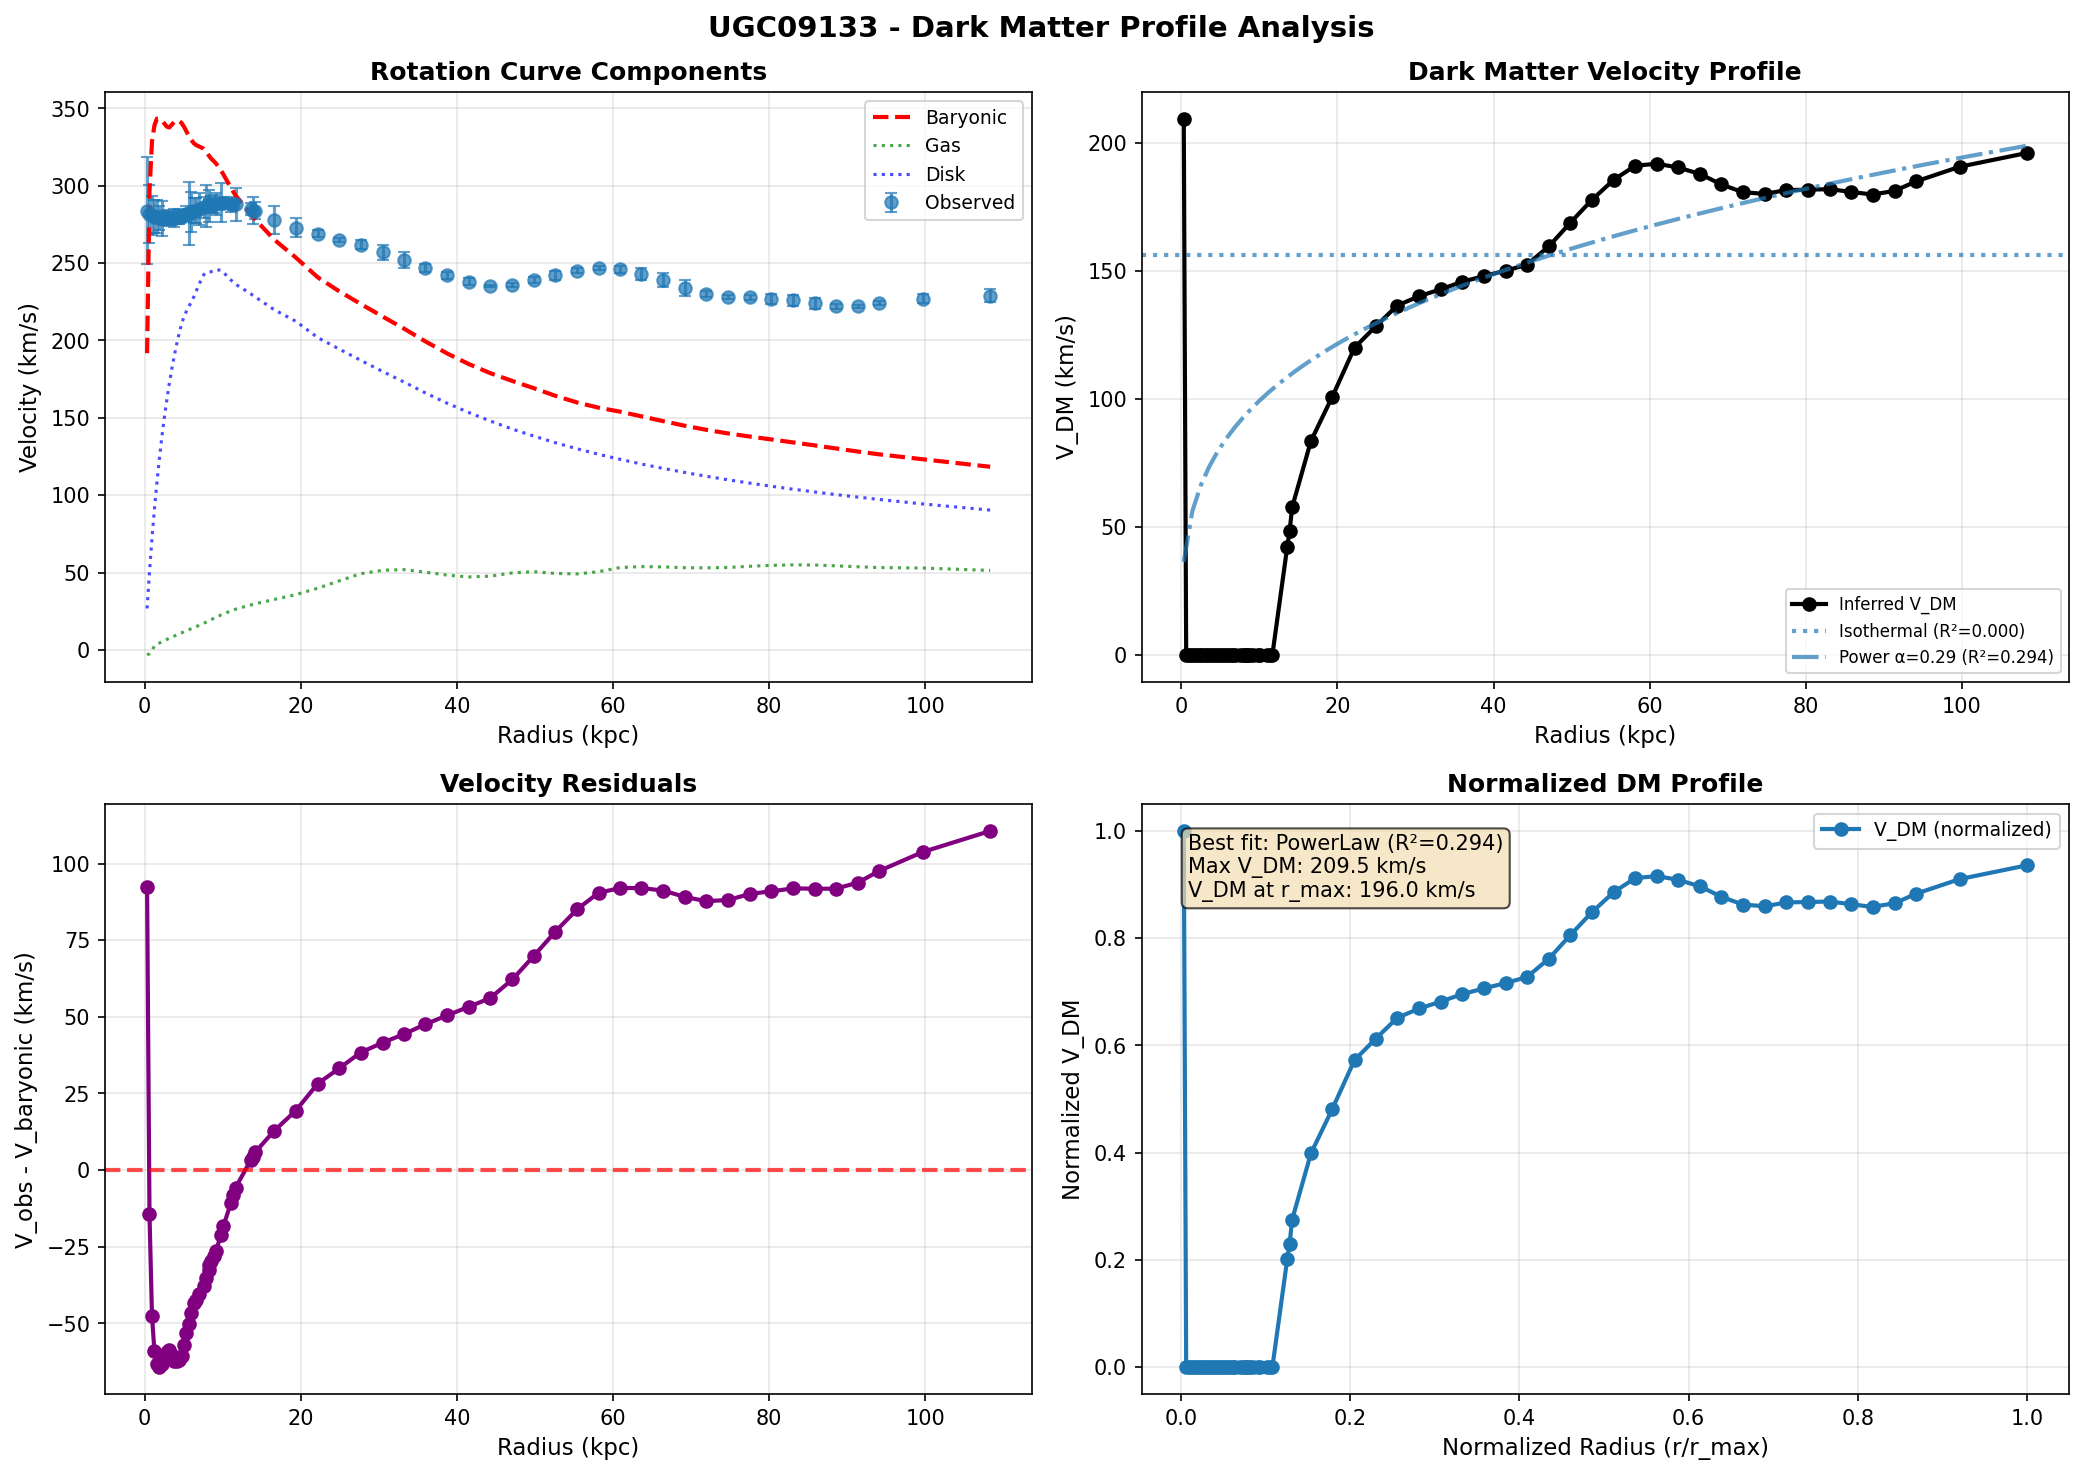 UGC09133 - Dark Matter Profile Analysis
Rotation Curve Components
350
300
250
200
150
100
50
0
Velocity (km/s)
0 20 40 60 80 100
Radius (kpc)
Baryonic
Gas
Disk
Observed
Dark Matter Velocity Profile
200
150
100
50
0
V_DM (km/s)
0 20 40 60 80 100
Radius (kpc)
Inferred V_DM
Isothermal (R²=0.000)
Power α=0.29 (R²=0.294)
Velocity Residuals
100
75
50
25
0
−25
−50
V_obs - V_baryonic (km/s)
0 20 40 60 80 100
Radius (kpc)
Normalized DM Profile
1.0
0.8
0.6
0.4
0.2
0.0
Normalized V_DM
0.0 0.2 0.4 0.6 0.8 1.0
Normalized Radius (r/r_max)
V_DM (normalized)
Best fit: PowerLaw (R²=0.294)
Max V_DM: 209.5 km/s
V_DM at r_max: 196.0 km/s